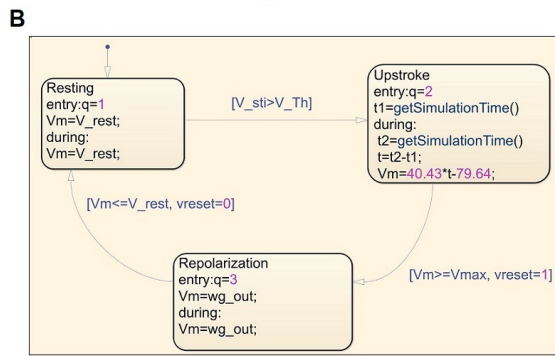 B
Resting
entry:q=1
Vm=V_rest;
during:
Vm=V_rest;
[V_sti>V_Th]
Upstroke
entry:q=2
t1=getSimulationTime()
during:
t2=getSimulationTime()
t=t2-t1;
Vm=40.43*t-79.64;
[Vm<=V_rest, vreset=0]
Repolarization
entry:q=3
Vm=wg_out;
during:
Vm=wg_out;
[Vm>=Vmax, vreset=1]